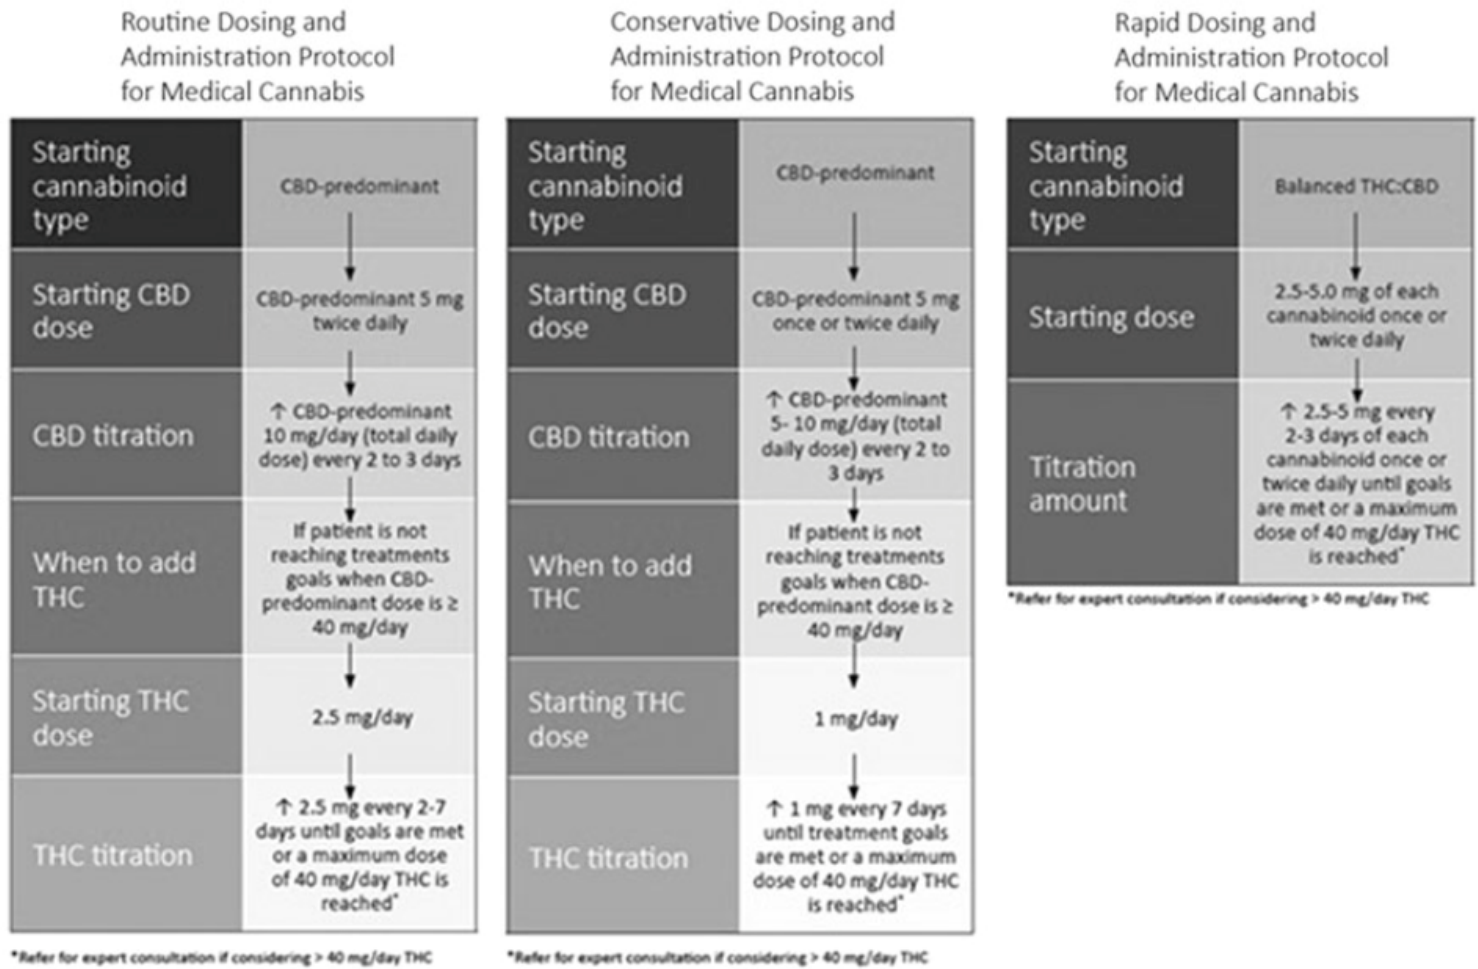 Routine Dosing and
Administration Protocol
for Medical Cannabis
Starting
cannabinoid
type
CBD-predominant
Starting CBD
dose
CBD-predominant 5 mg
twice daily
CBD titration
↑ CBD-predominant
10 mg/day (total daily
dose) every 2 to 3 days
When to add
THC
If patient is not
reaching treatments
goals when CBD-
predominant dose is ≥
40 mg/day
Starting THC
dose
2.5 mg/day
THC titration
↑ 2.5 mg every 2-7
days until goals are met
or a maximum dose
of 40 mg/day THC is
reached*
*Refer for expert consultation if considering > 40 mg/day THC
Conservative Dosing and
Administration Protocol
for Medical Cannabis
Starting
cannabinoid
type
CBD-predominant
Starting CBD
dose
CBD-predominant 5 mg
once or twice daily
CBD titration
↑ CBD-predominant
5- 10 mg/day (total
daily dose) every 2 to
3 days
When to add
THC
If patient is not
reaching treatments
goals when CBD-
predominant dose is ≥
40 mg/day
Starting THC
dose
1 mg/day
THC titration
↑ 1 mg every 7 days
until treatment goals
are met or a maximum
dose of 40 mg/day THC
is reached*
*Refer for expert consultation if considering > 40 mg/day THC
Rapid Dosing and
Administration Protocol
for Medical Cannabis
Starting
cannabinoid
type
Balanced THC:CBD
Starting dose
2.5-5.0 mg of each
cannabinoid once or
twice daily
Titration
amount
↑ 2.5-5 mg every
2-3 days of each
cannabinoid once or
twice daily until goals
are met or a maximum
dose of 40 mg/day THC
is reached*
*Refer for expert consultation if considering > 40 mg/day THC